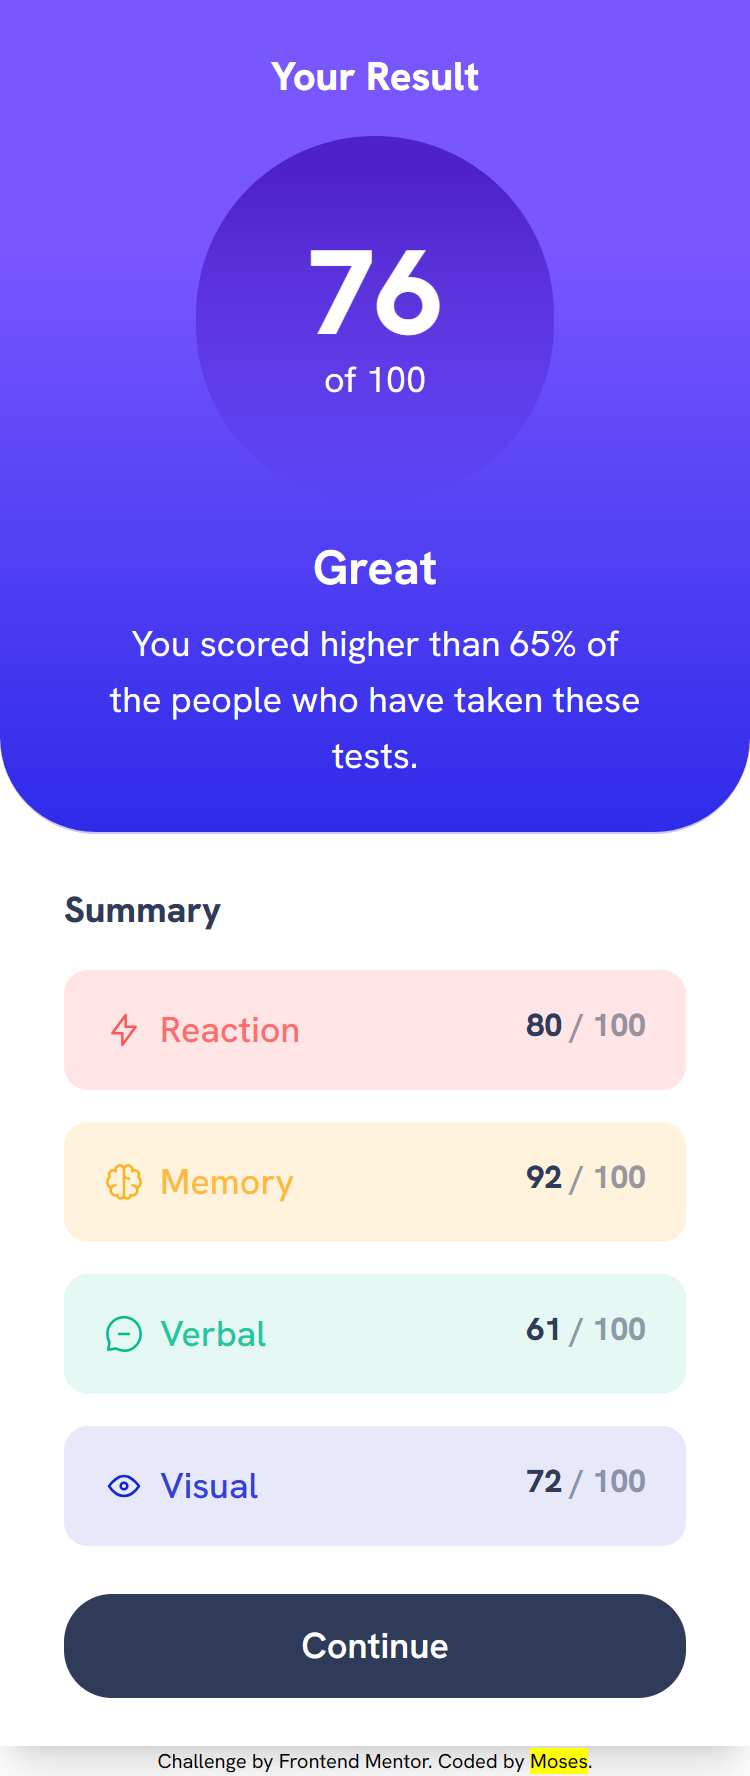 Your Result
76
of 100
Great
You scored higher than 65% of
the people who have taken these
tests.
Summary
Reaction 80 / 100
Memory 92 / 100
Verbal 61 / 100
Visual 72 / 100
Continue
Challenge by Frontend Mentor. Coded by Moses.